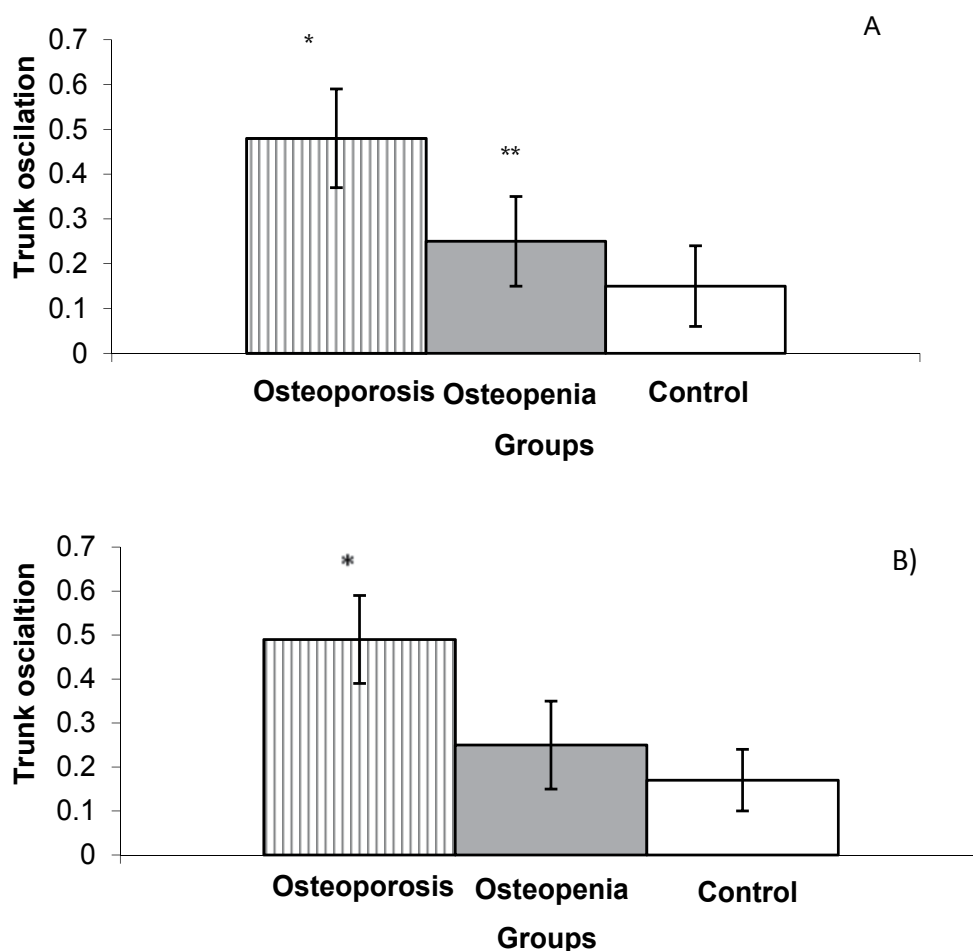 A
*
**
0.7
0.6
0.5
0.4
0.3
0.2
0.1
0
Trunk oscilation
Osteoporosis Osteopenia Control
Groups
B)
*
0.7
0.6
0.5
0.4
0.3
0.2
0.1
0
Trunk oscialtion
Osteoporosis Osteopenia Control
Groups